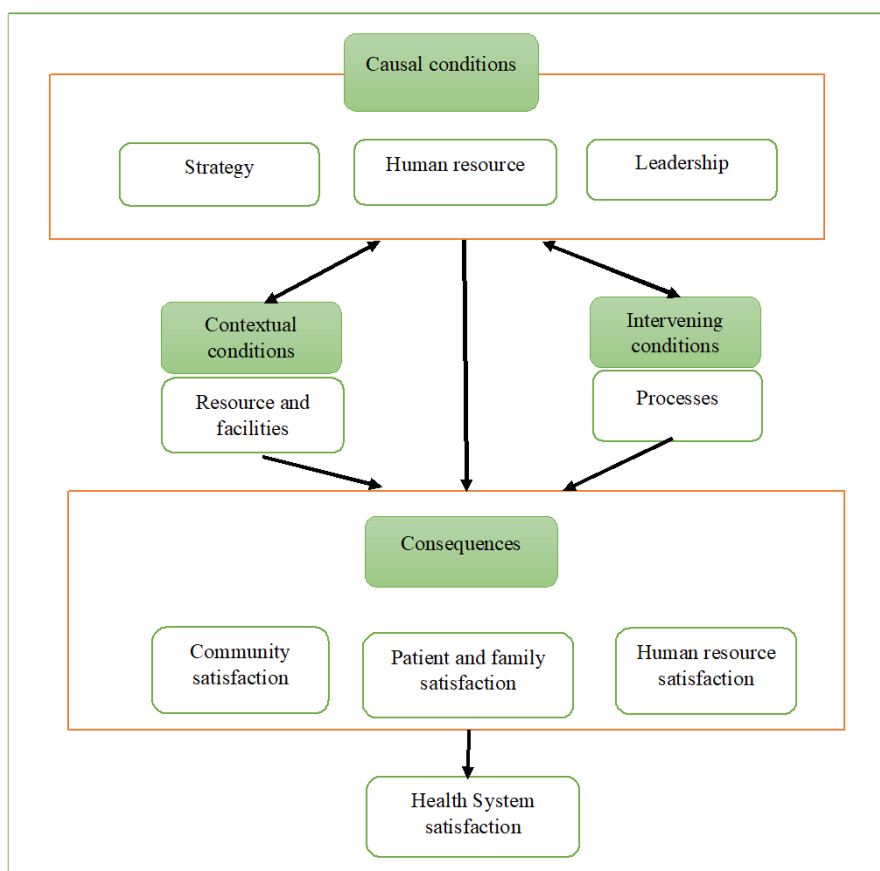 Causal conditions
Strategy
Human resource
Leadership
Contextual
conditions
Resource and
facilities
Intervening
conditions
Processes
Consequences
Community
satisfaction
Patient and family
satisfaction
Human resource
satisfaction
Health System
satisfaction